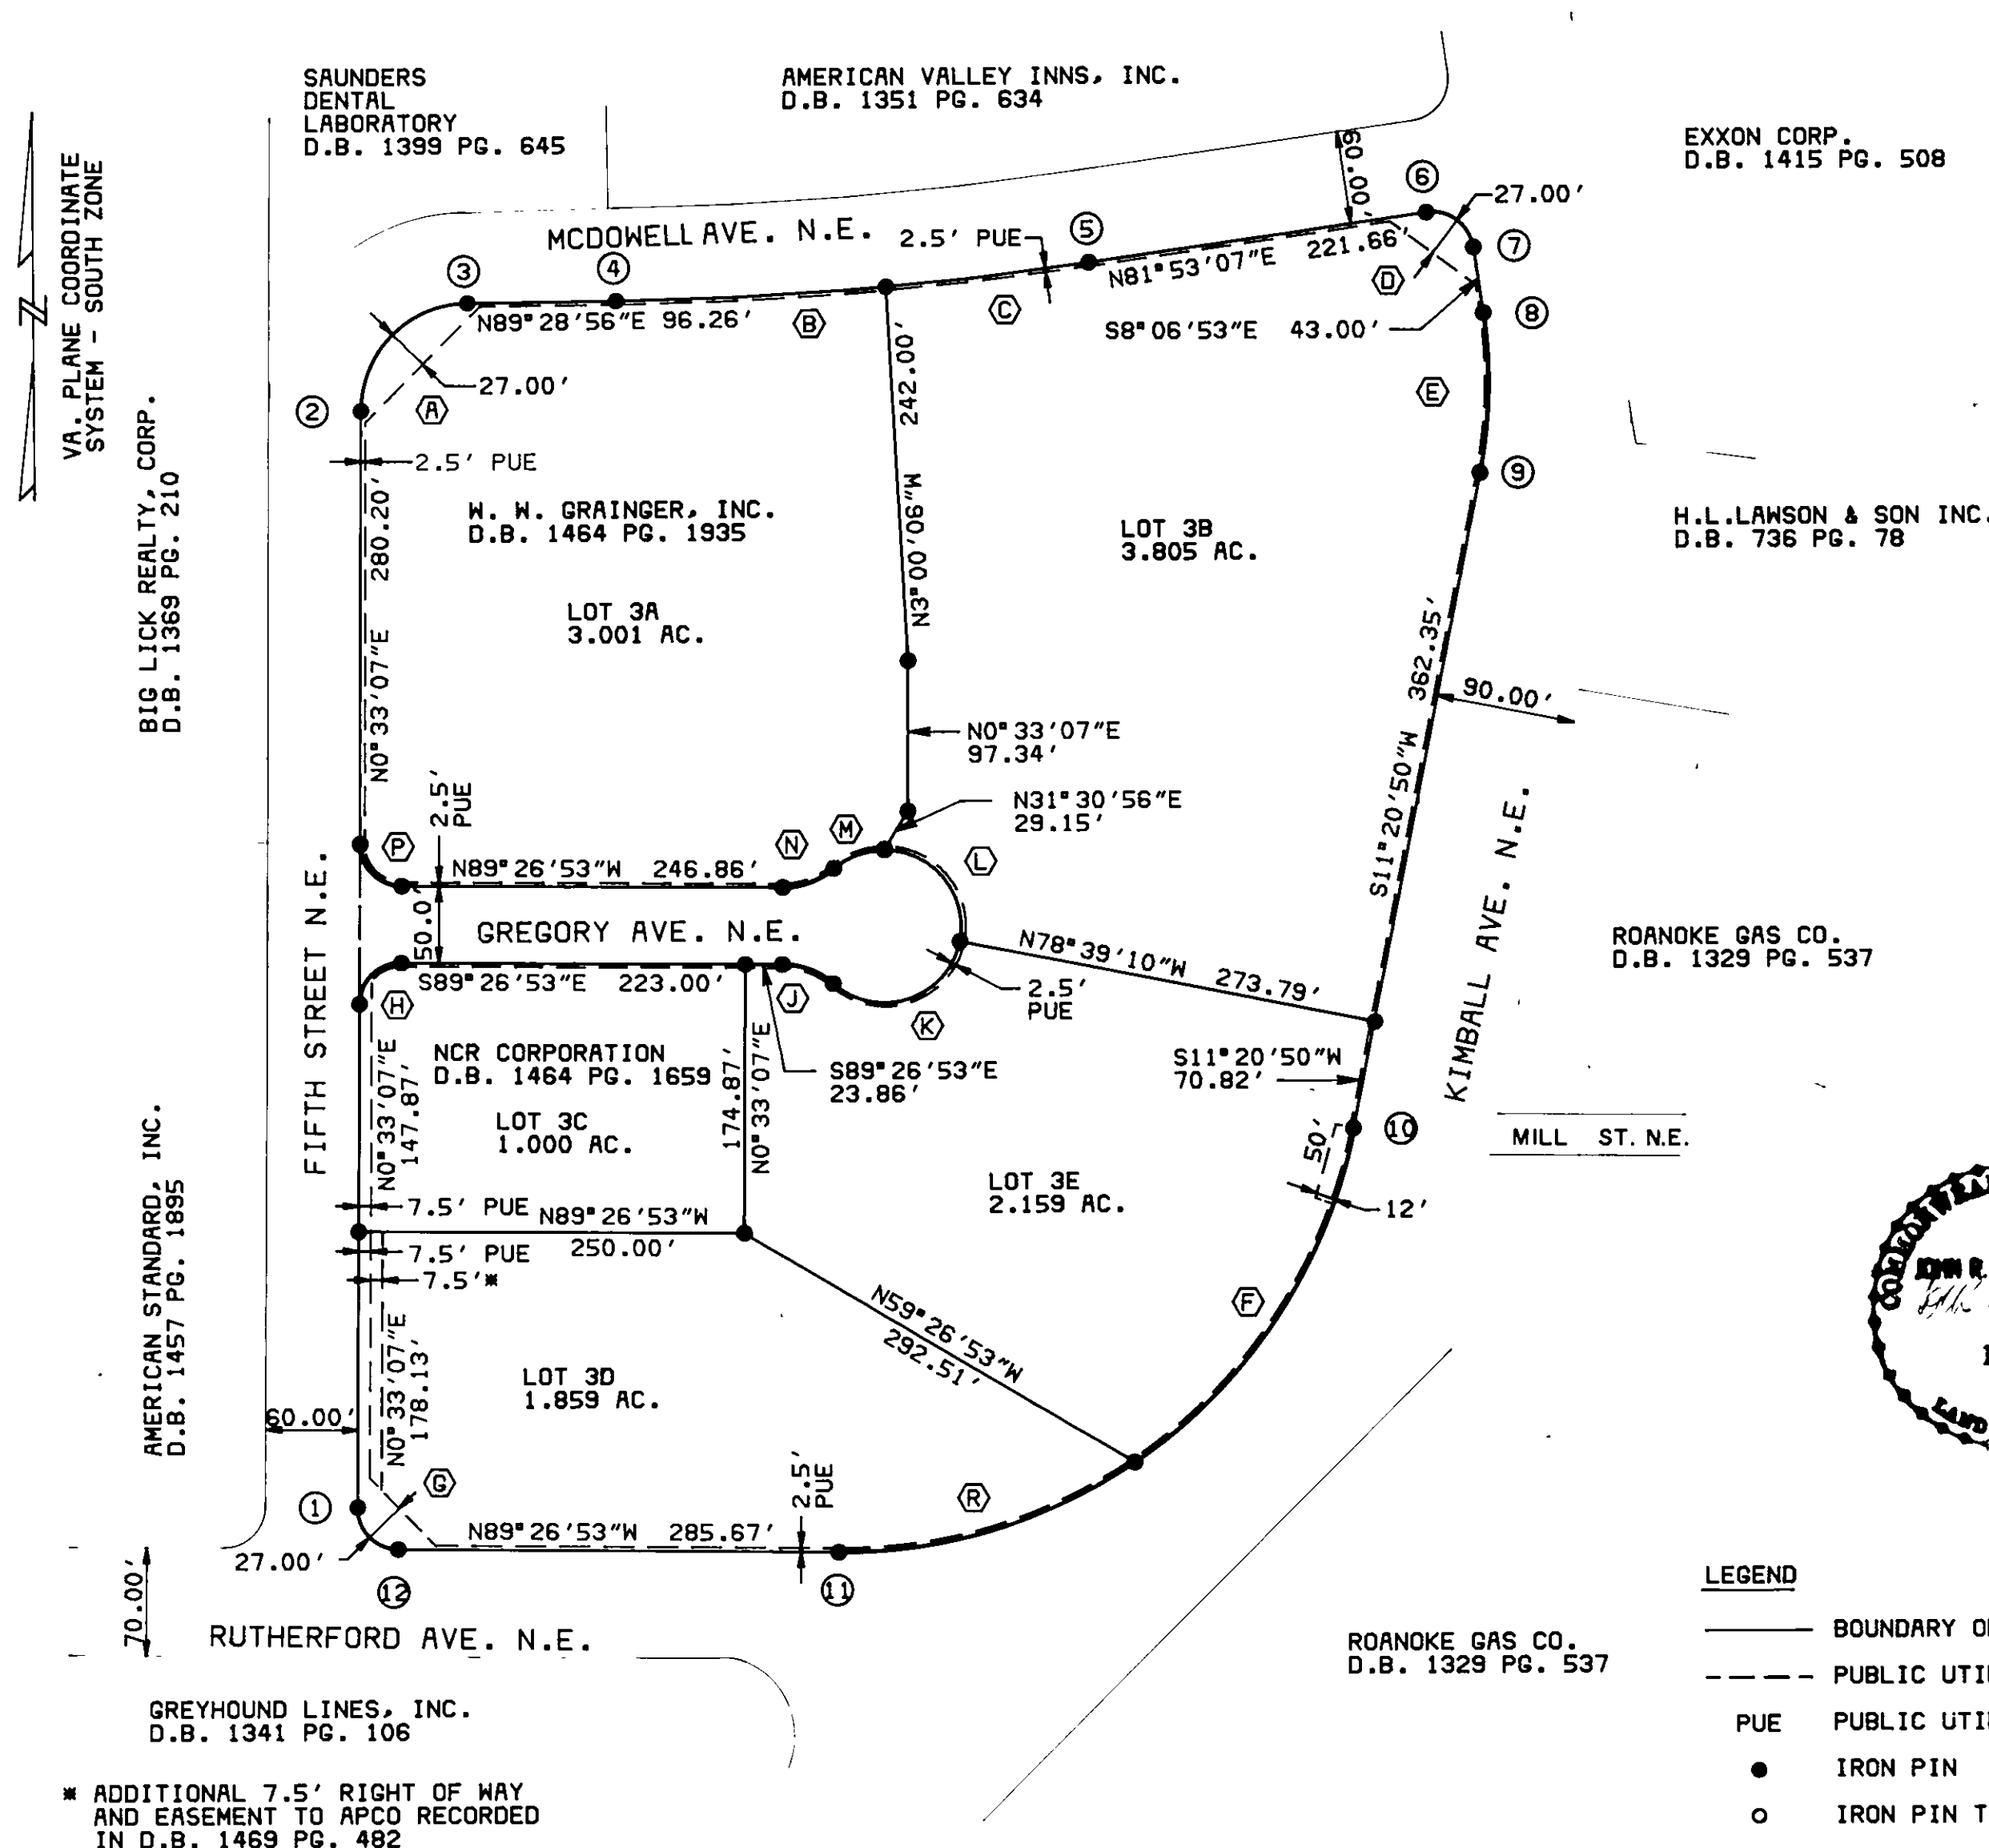 SAUNDERS
DENTAL
LABORATORY
D.B. 1399 PG. 645
AMERICAN VALLEY INNS, INC.
D.B. 1351 PG. 634
EXXON CORP.
D.B. 1415 PG. 508
VA. PLANE COORDINATE
SYSTEM - SOUTH ZONE
N
60.00'
6
27.00'
MCDOWELL AVE. N.E.
2.5' PUE
5
7
3
4
N81°53'07"E 221.66'
D
N89°28'56"E 96.26'
B
C
S8°06'53"E 43.00'
8
27.00'
A
2
E
2.5' PUE
242.00'
N3°00'06"W
9
BIG LICK REALTY, CORP.
D.B. 1369 PG. 210
N0°33'07"E 280.20'
W. W. GRAINGER, INC.
D.B. 1464 PG. 1935
LOT 3B
3.805 AC.
H.L.LAWSON & SON INC.
D.B. 736 PG. 78
LOT 3A
3.001 AC.
S11°20'50"W 362.35'
90.00'
N0°33'07"E
97.34'
2.5'
PUE
N31°30'56"E
29.15'
P
N89°26'53"W 246.86'
N
M
L
FIFTH STREET N.E.
50.0'
GREGORY AVE. N.E.
KIMBALL AVE. N.E.
N78°39'10"W 273.79'
ROANOKE GAS CO.
D.B. 1329 PG. 537
S89°26'53"E 223.00'
H
J
K
2.5'
PUE
N0°33'07"E
147.87'
NCR CORPORATION
D.B. 1464 PG. 1659
174.87'
N0°33'07"E
S89°26'53"E
23.86'
S11°20'50"W
70.82'
LOT 3C
1.000 AC.
10
MILL ST. N.E.
50'
12'
LOT 3E
2.159 AC.
AMERICAN STANDARD, INC.
D.B. 1457 PG. 1895
7.5' PUE
N89°26'53"W
250.00'
7.5' PUE
7.5'*
N59°26'53"W
292.51'
F
N0°33'07"E
178.13'
LOT 3D
1.859 AC.
60.00'
JOHN R.
LAND
1
G
2.5'
PUE
R
N89°26'53"W 285.67'
27.00'
12
11
70.00'
RUTHERFORD AVE. N.E.
ROANOKE GAS CO.
D.B. 1329 PG. 537
GREYHOUND LINES, INC.
D.B. 1341 PG. 106
* ADDITIONAL 7.5' RIGHT OF WAY
AND EASEMENT TO APCO RECORDED
IN D.B. 1469 PG. 482
LEGEND
BOUNDARY O
PUBLIC UTI
PUE PUBLIC UTI
IRON PIN
IRON PIN